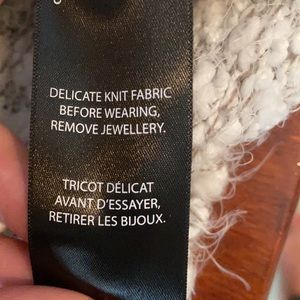 DELICATE KNIT FABRIC
BEFORE WEARING,
REMOVE JEWELLERY.
TRICOT DÉLICAT
AVANT D'ESSAYER,
RETIRER LES BIJOUX.